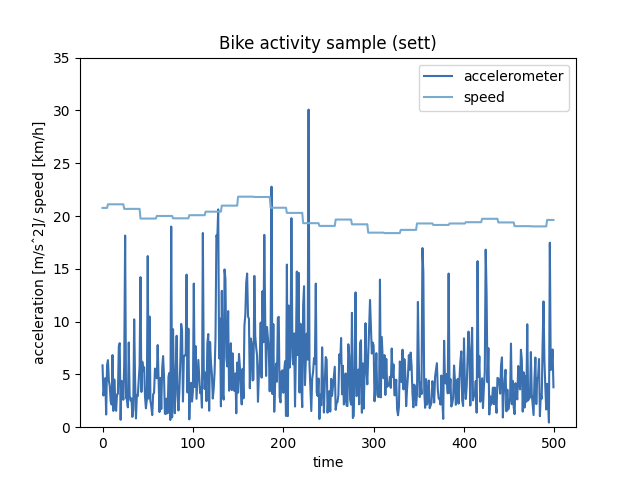 Bike activity sample (sett)
accelerometer
speed
acceleration [m/s^2]/ speed [km/h]
35
30
25
20
15
10
5
0
0 100 200 300 400 500
time